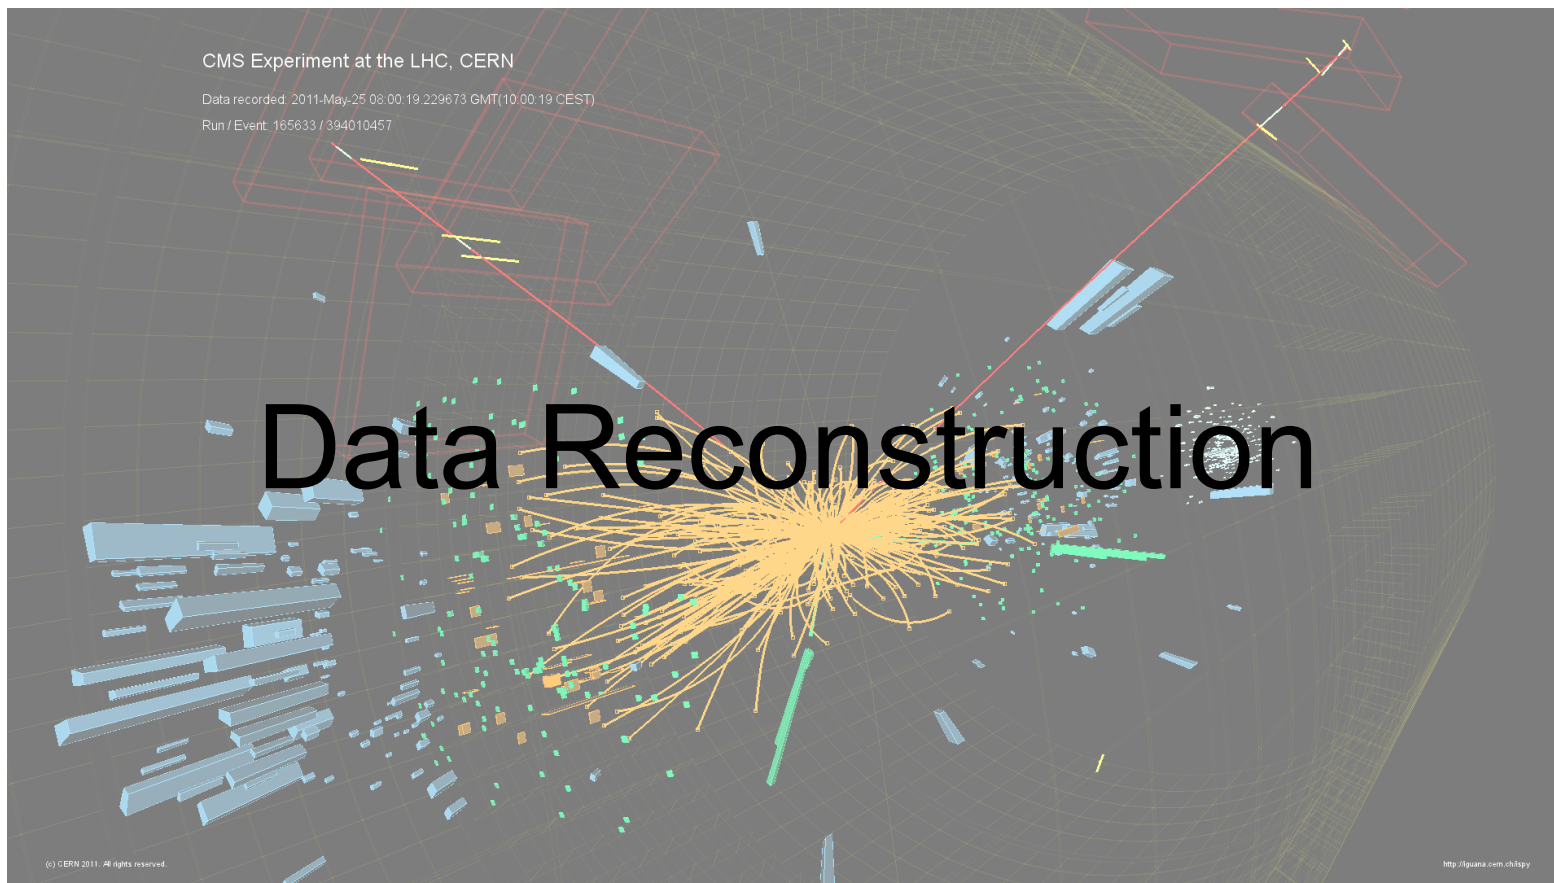 CMS Experiment at the LHC, CERN
Data recorded: 2011-May-25 08:00:19.229673 GMT(10:00:19 CEST)
Run / Event: 165633 / 394010457
Data Reconstruction
(c) CERN 2011. All rights reserved.
http://iguana.cern.ch/ispy